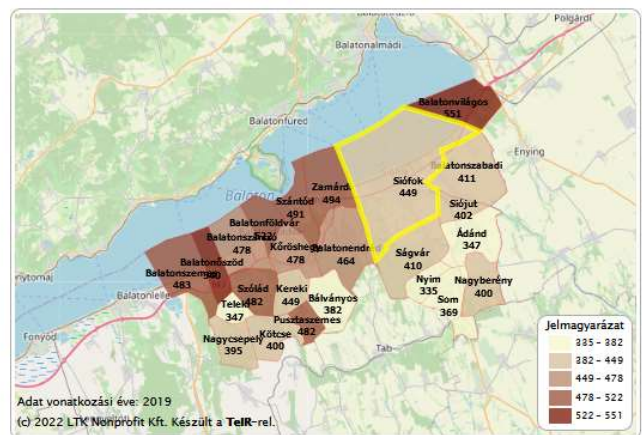 Polgárdi
Balatonalmádi
Balatonvilágos
551
Balatonfüred
Enying
Balatonszabadi
411
Zamárdi
494
Siófok
449
Balaton
Szántód
491
Siójut
402
Balatonföldvár
522
Ádánd
347
Balatonszárszó
478
Kőröshegy
478
Balatonendréd
464
Ságvár
410
Balatonőszöd
Balatonszemes
483
Nyim
335
Nagyberény
400
Szólád
482
Kereki
449
Bálványos
382
Som
369
Balatonlelle
Teleki
347
Pusztaszemes
482
Fonyód
Nagycsepely
395
Kötcse
400
Tab
Jelmagyarázat
335 - 382
382 - 449
449 - 478
478 - 522
522 - 551
Adat vonatkozási éve: 2019
(c) 2022 LTK Nonprofit Kft. Készült a TeIR-rel.